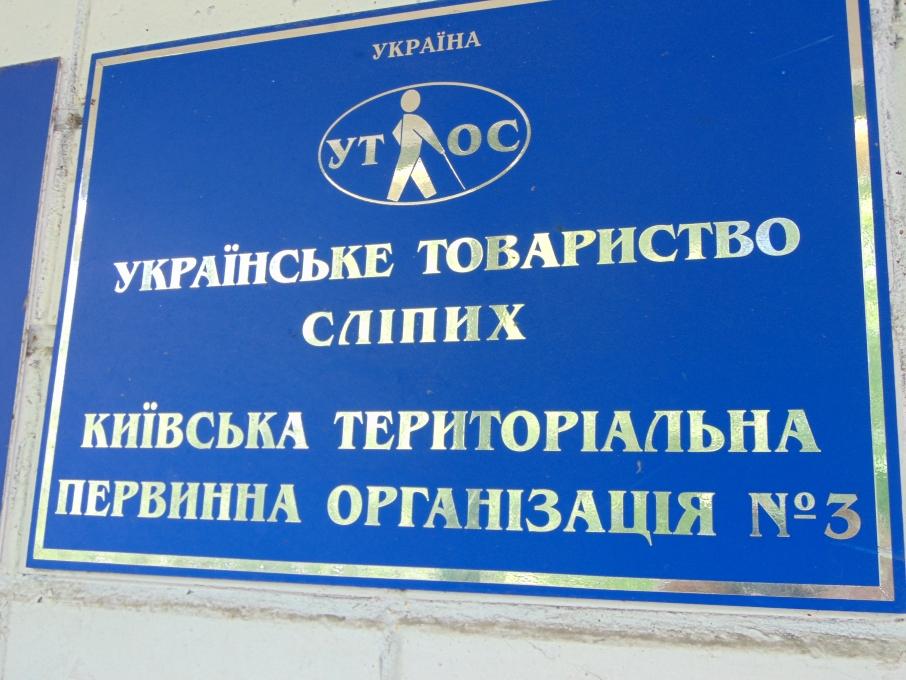 УКРАЇНА
УТОС
УКРАЇНСЬКЕ ТОВАРИСТВО
СЛІПИХ
КИЇВСЬКА ТЕРИТОРІАЛЬНА
ПЕРВИННА ОРГАНІЗАЦІЯ №3